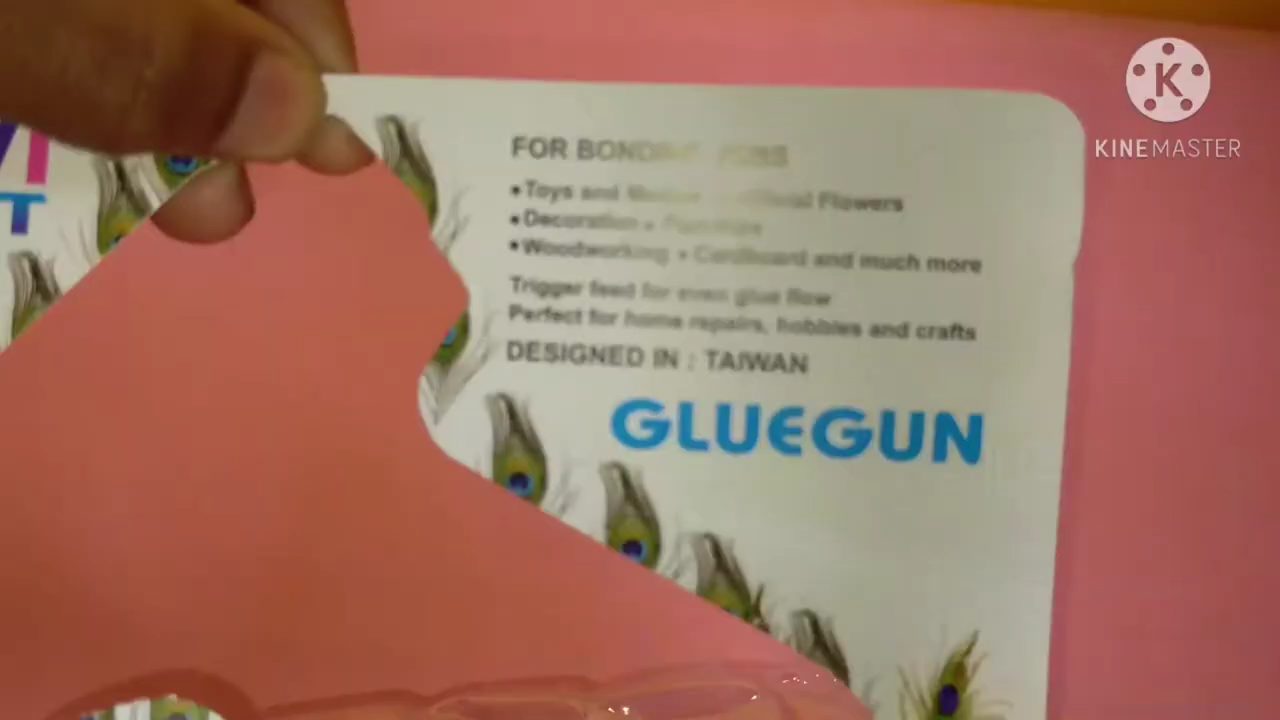 KINEMASTER
FOR BONDING
•Toys and Flowers
•Decoration •
•Woodworking • Cardboard and much more
Trigger feed for even glue flow
Perfect for home repairs, hobbies and crafts
DESIGNED IN : TAIWAN
GLUEGUN